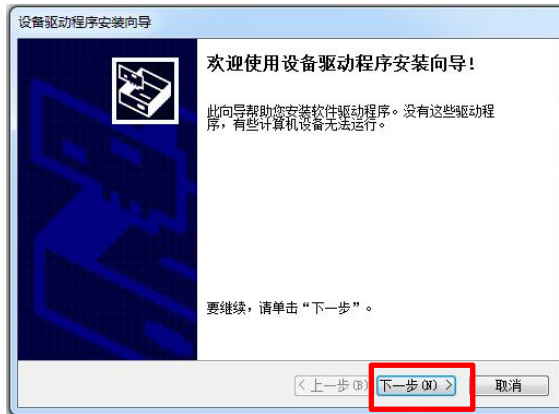 设备驱动程序安装向导
欢迎使用设备驱动程序安装向导!
此向导帮助您安装软件驱动程序。没有这些驱动程
序，有些计算机设备无法运行。
要继续，请单击“下一步”。
< 上一步(B) 下一步(N) > 取消